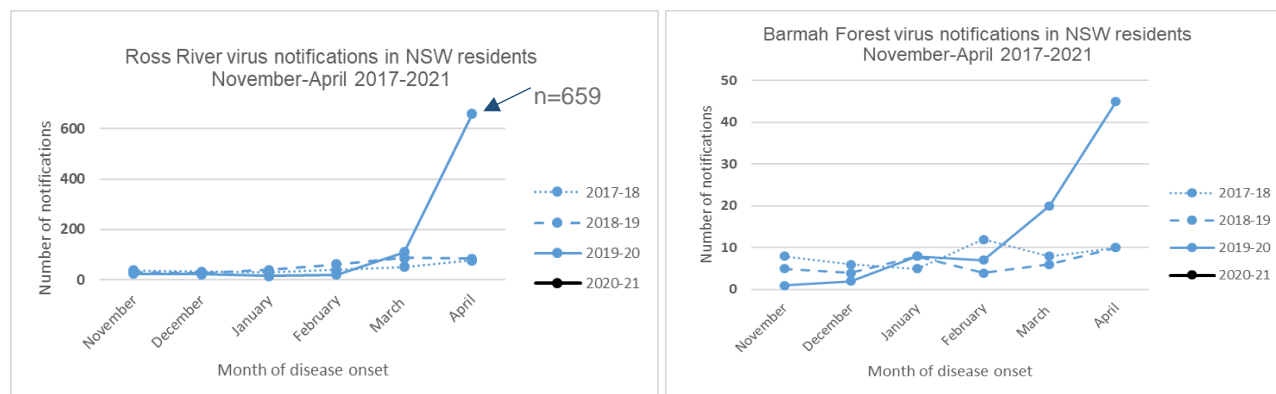 Ross River virus notifications in NSW residents
November-April 2017-2021
n=659
Number of notifications
600
400
200
0
November
December
January
February
March
April
Month of disease onset
2017-18
2018-19
2019-20
2020-21
Barmah Forest virus notifications in NSW residents
November-April 2017-2021
Number of notifications
50
40
30
20
10
0
November
December
January
February
March
April
Month of disease onset
2017-18
2018-19
2019-20
2020-21